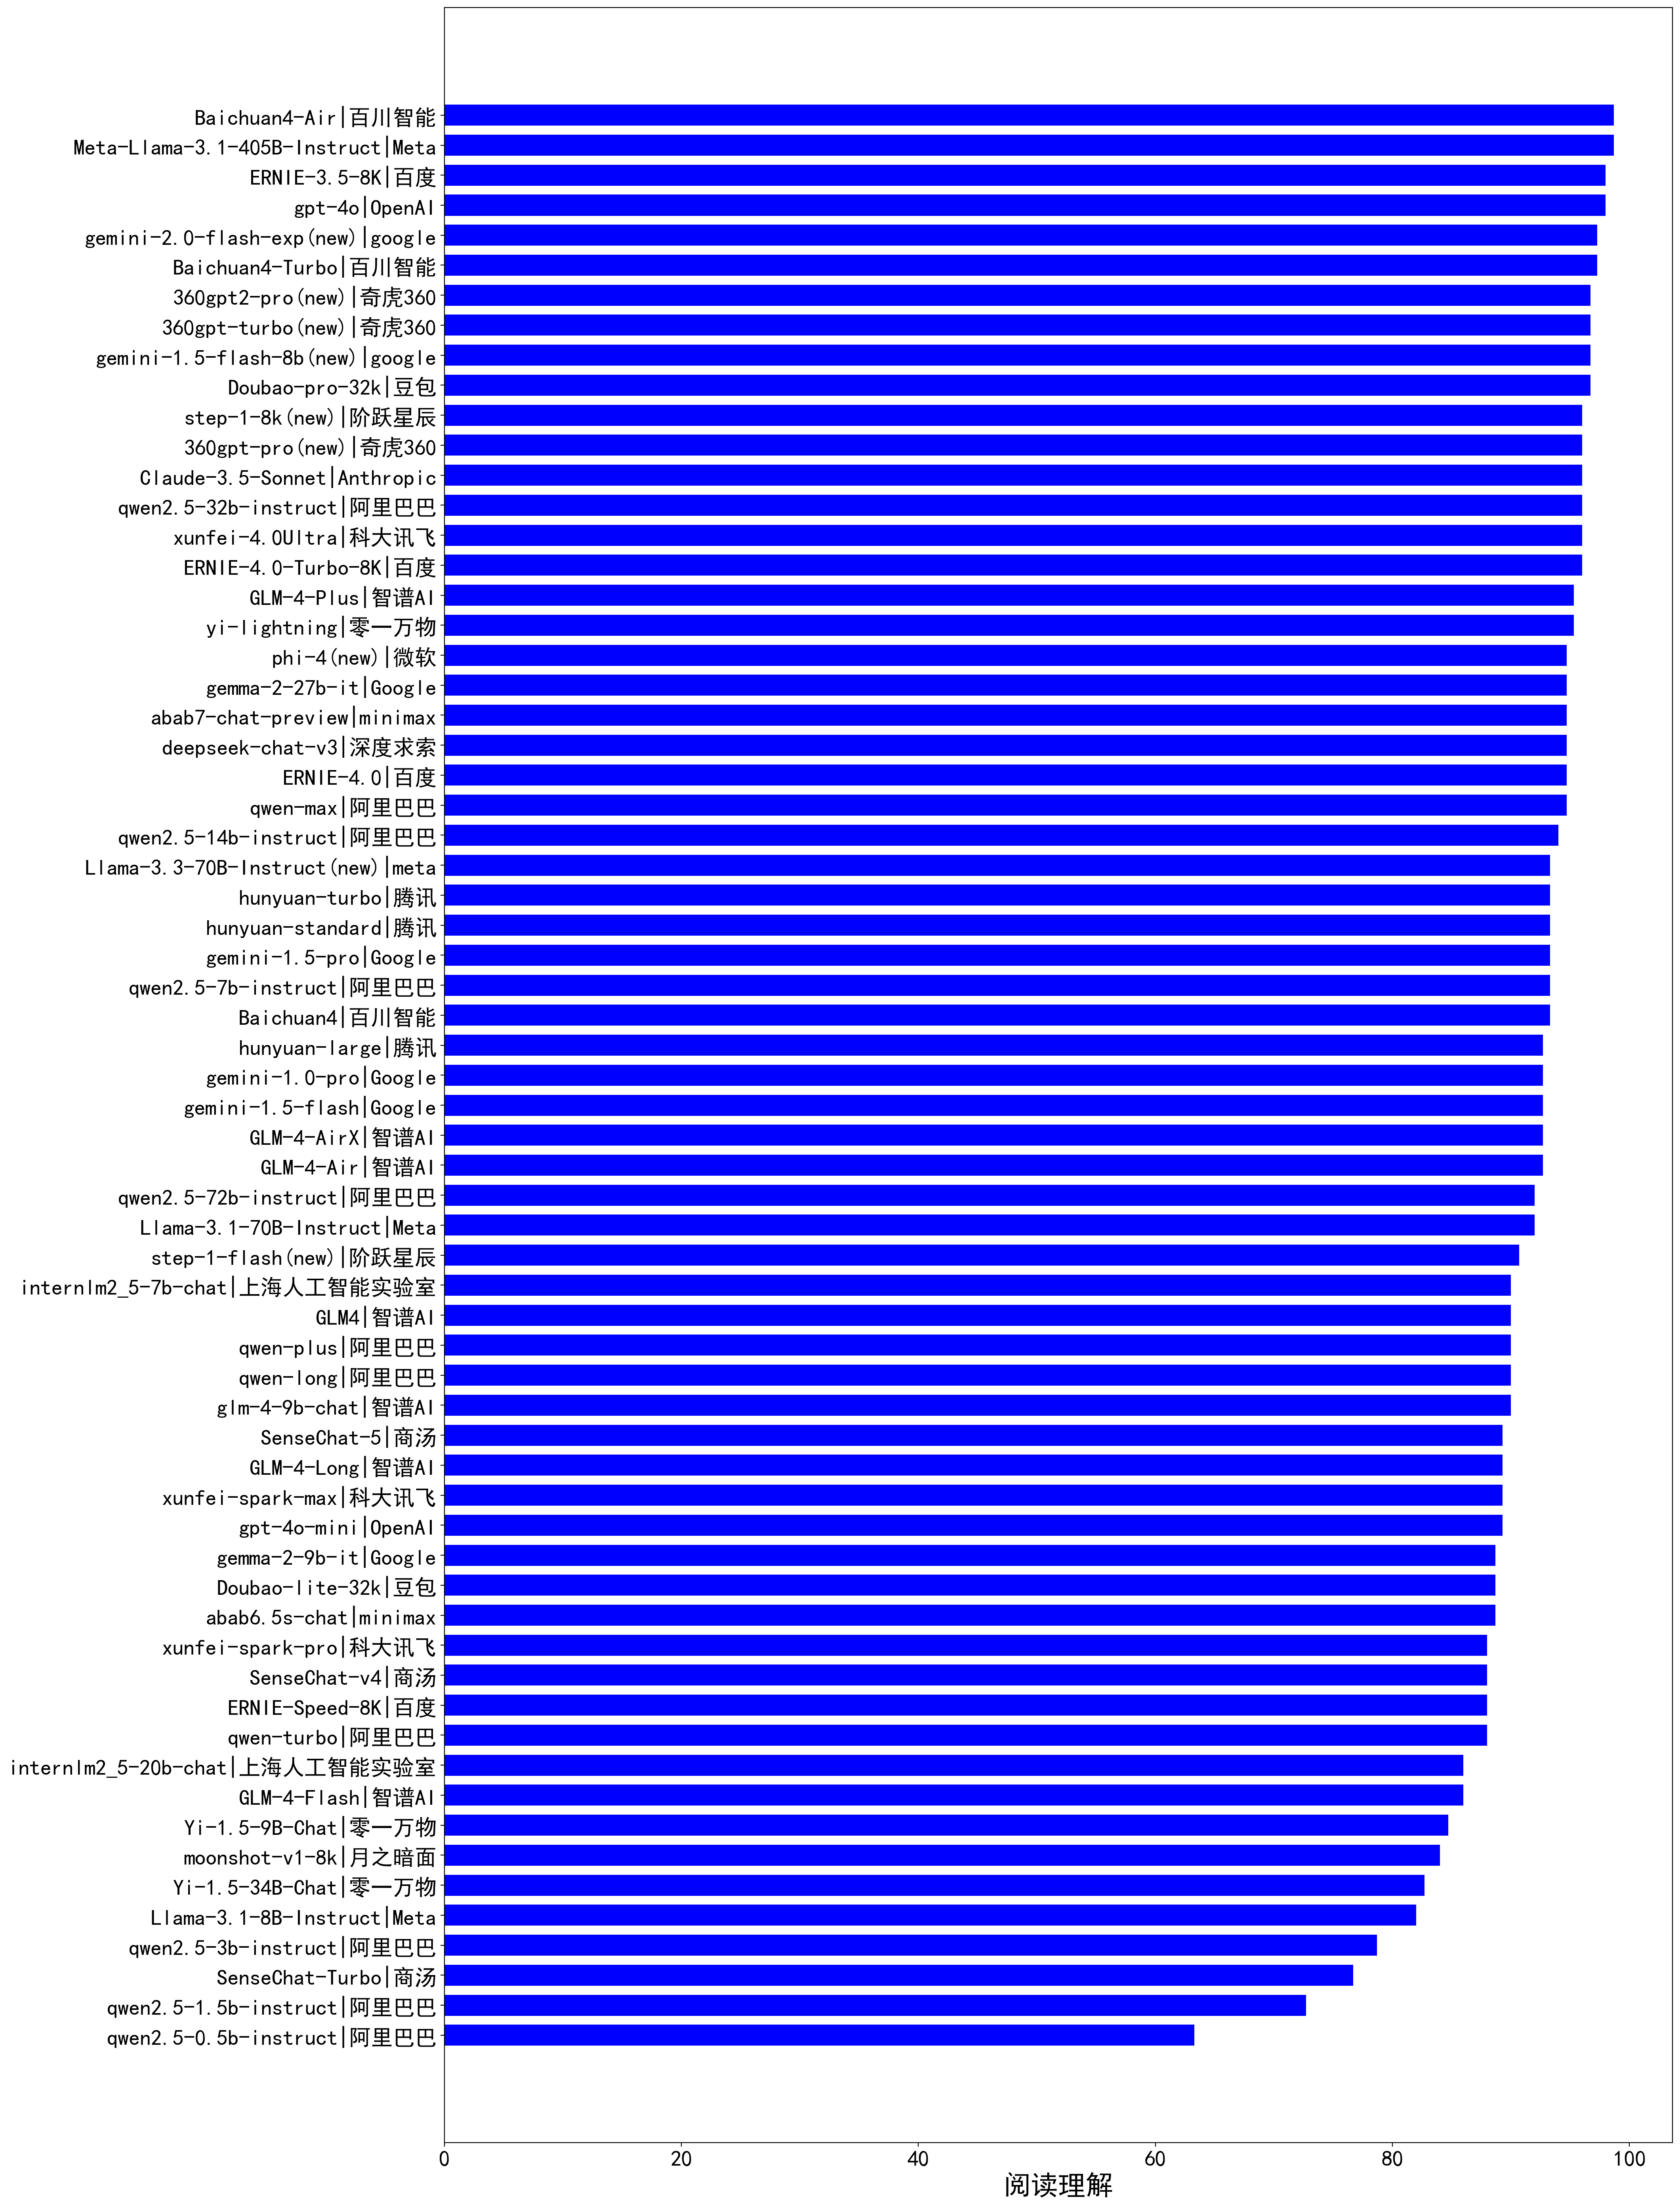 Baichuan4-Air|百川智能
Meta-Llama-3.1-405B-Instruct|Meta
ERNIE-3.5-8K|百度
gpt-4o|OpenAI
gemini-2.0-flash-exp(new)|google
Baichuan4-Turbo|百川智能
360gpt2-pro(new)|奇虎360
360gpt-turbo(new)|奇虎360
gemini-1.5-flash-8b(new)|google
Doubao-pro-32k|豆包
step-1-8k(new)|阶跃星辰
360gpt-pro(new)|奇虎360
Claude-3.5-Sonnet|Anthropic
qwen2.5-32b-instruct|阿里巴巴
xunfei-4.0Ultra|科大讯飞
ERNIE-4.0-Turbo-8K|百度
GLM-4-Plus|智谱AI
yi-lightning|零一万物
phi-4(new)|微软
gemma-2-27b-it|Google
abab7-chat-preview|minimax
deepseek-chat-v3|深度求索
ERNIE-4.0|百度
qwen-max|阿里巴巴
qwen2.5-14b-instruct|阿里巴巴
Llama-3.3-70B-Instruct(new)|meta
hunyuan-turbo|腾讯
hunyuan-standard|腾讯
gemini-1.5-pro|Google
qwen2.5-7b-instruct|阿里巴巴
Baichuan4|百川智能
hunyuan-large|腾讯
gemini-1.0-pro|Google
gemini-1.5-flash|Google
GLM-4-AirX|智谱AI
GLM-4-Air|智谱AI
qwen2.5-72b-instruct|阿里巴巴
Llama-3.1-70B-Instruct|Meta
step-1-flash(new)|阶跃星辰
internlm2_5-7b-chat|上海人工智能实验室
GLM4|智谱AI
qwen-plus|阿里巴巴
qwen-long|阿里巴巴
glm-4-9b-chat|智谱AI
SenseChat-5|商汤
GLM-4-Long|智谱AI
xunfei-spark-max|科大讯飞
gpt-4o-mini|OpenAI
gemma-2-9b-it|Google
Doubao-lite-32k|豆包
abab6.5s-chat|minimax
xunfei-spark-pro|科大讯飞
SenseChat-v4|商汤
ERNIE-Speed-8K|百度
qwen-turbo|阿里巴巴
internlm2_5-20b-chat|上海人工智能实验室
GLM-4-Flash|智谱AI
Yi-1.5-9B-Chat|零一万物
moonshot-v1-8k|月之暗面
Yi-1.5-34B-Chat|零一万物
Llama-3.1-8B-Instruct|Meta
qwen2.5-3b-instruct|阿里巴巴
SenseChat-Turbo|商汤
qwen2.5-1.5b-instruct|阿里巴巴
qwen2.5-0.5b-instruct|阿里巴巴
0 20 40 60 80 100
阅读理解